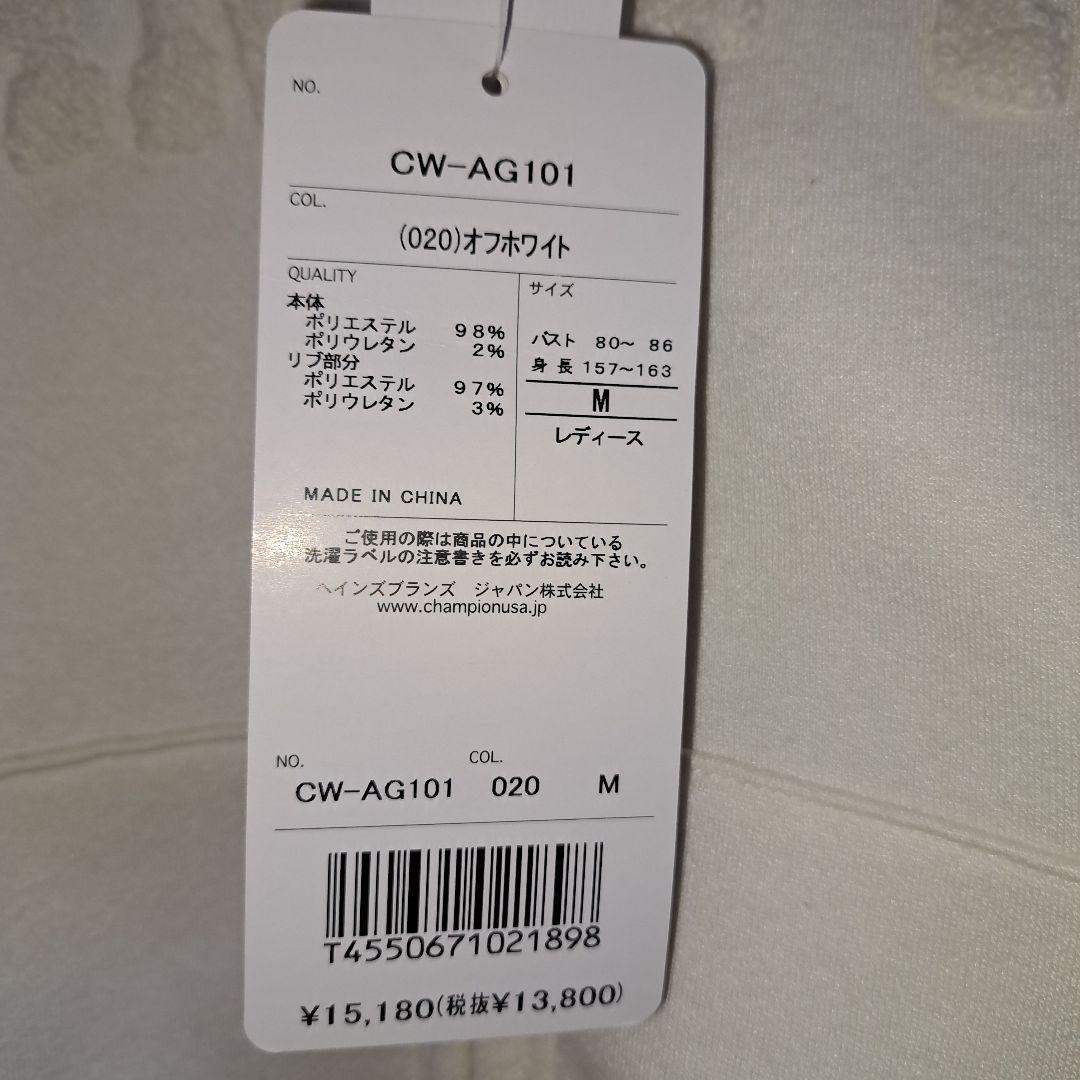 NO.
CW-AG101
COL.
(020)オフホワイト
QUALITY
本体
ポリエステル 98%
ポリウレタン 2%
リブ部分
ポリエステル 97%
ポリウレタン 3%
MADE IN CHINA
サイズ
バスト 80～ 86
身長 157～163
M
レディース
ご使用の際は商品の中についている
洗濯ラベルの注意書きを必ずお読み下さい。
ヘインズブランズ ジャパン株式会社
www.championusa.jp
NO. COL.
CW-AG101 020 M
T4550671021898
¥15,180(税抜¥13,800)